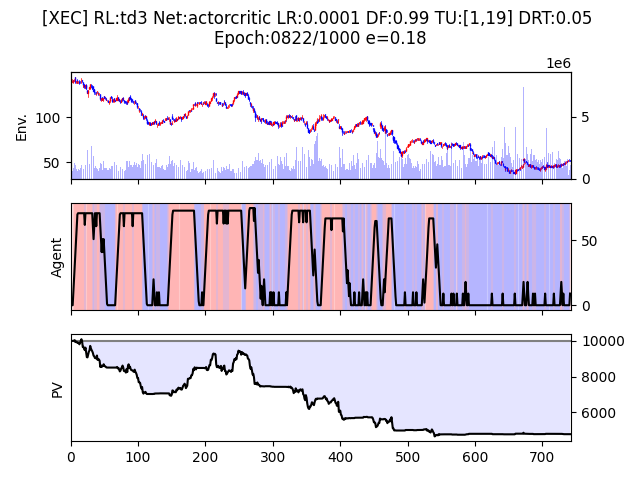 [XEC] RL:td3 Net:actorcritic LR:0.0001 DF:0.99 TU:[1,19] DRT:0.05
Epoch:0822/1000 e=0.18
1e6
Env.
100
50
5
0
Agent
50
0
PV
10000
8000
6000
0 100 200 300 400 500 600 700